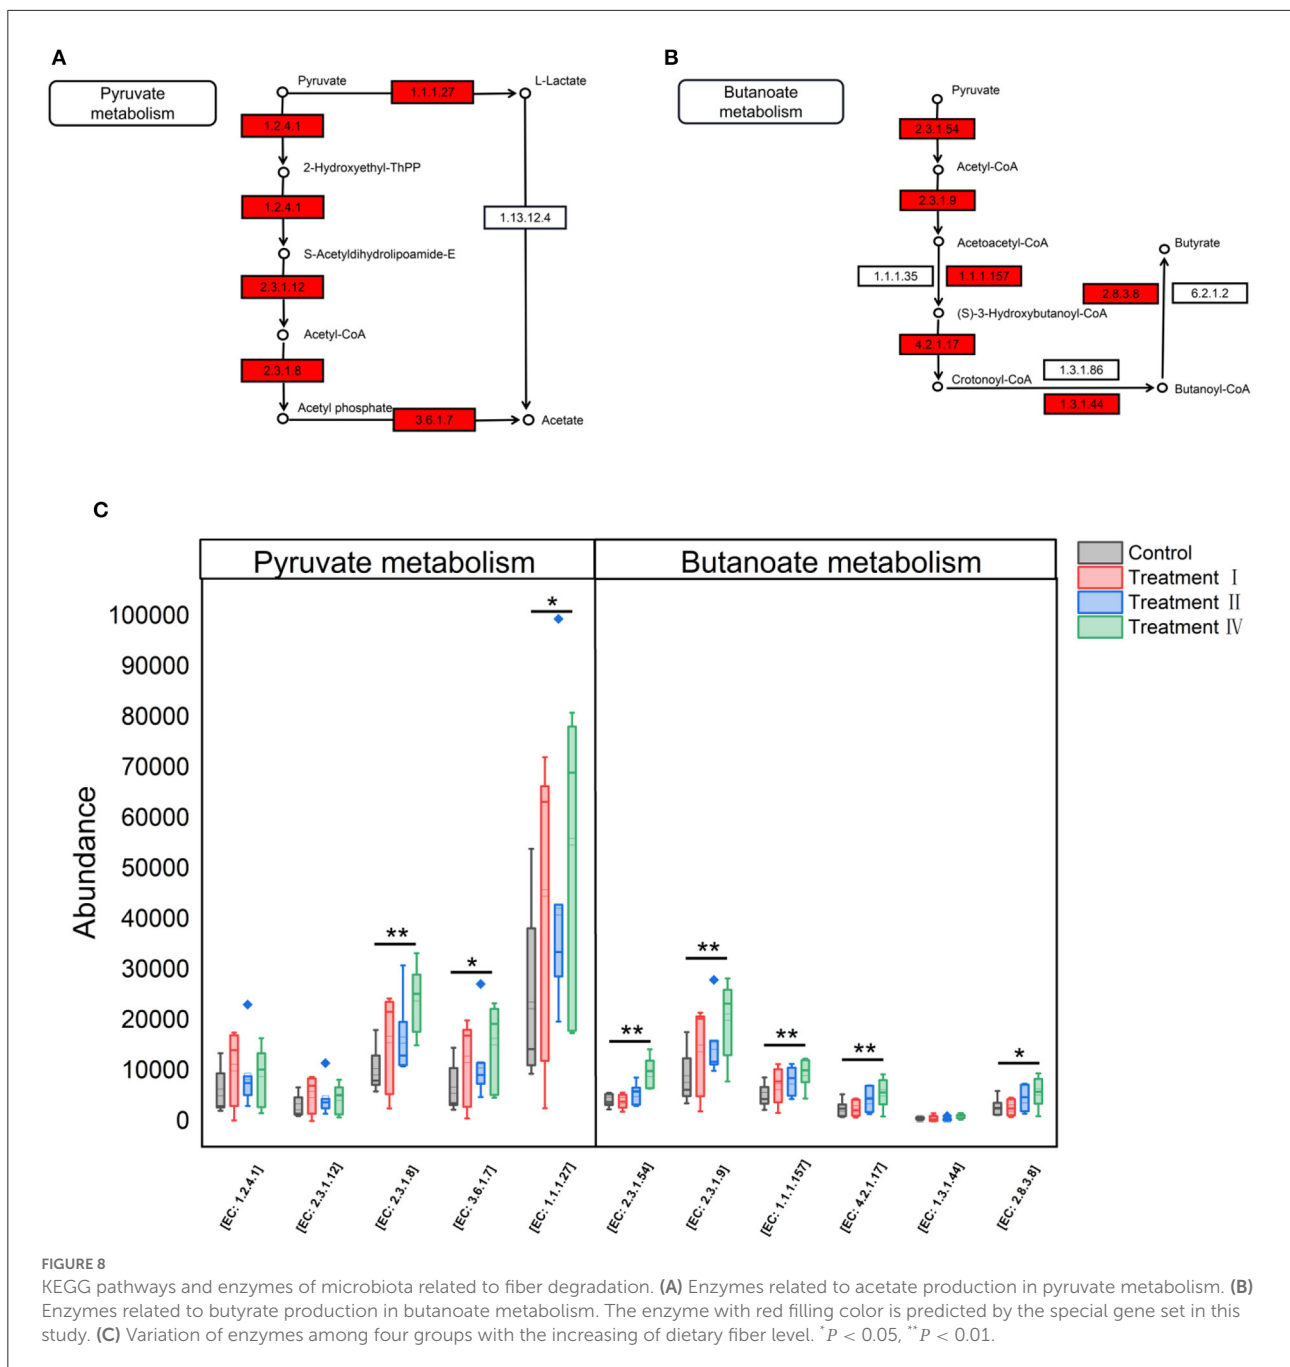 A
Pyruvate
metabolism
Pyruvate
1.1.1.27
L-Lactate
1.2.4.1
2-Hydroxyethyl-ThPP
1.2.4.1
1.13.12.4
S-Acetyldihydrolipoamide-E
2.3.1.12
Acetyl-CoA
2.3.1.8
Acetyl phosphate
3.6.1.7
Acetate
B
Butanoate
metabolism
Pyruvate
2.3.1.54
Acetyl-CoA
2.3.1.9
Acetoacetyl-CoA
Butyrate
1.1.1.35
1.1.1.157
2.8.3.8
6.2.1.2
(S)-3-Hydroxybutanoyl-CoA
4.2.1.17
1.3.1.86
Crotonoyl-CoA
Butanoyl-CoA
1.3.1.44
C
Pyruvate metabolism
Butanoate metabolism
Control
Treatment I
Treatment II
Treatment IV
Abundance
100000
90000
80000
70000
60000
50000
40000
30000
20000
10000
0
**
*
*
**
**
**
**
*
[EC: 1.2.4.1]
[EC: 2.3.1.12]
[EC: 2.3.1.8]
[EC: 3.6.1.7]
[EC: 1.1.1.27]
[EC: 2.3.1.54]
[EC: 2.3.1.9]
[EC: 1.1.1.157]
[EC: 4.2.1.17]
[EC: 1.3.1.44]
[EC: 2.8.3.8]
FIGURE 8
KEGG pathways and enzymes of microbiota related to fiber degradation. (A) Enzymes related to acetate production in pyruvate metabolism. (B)
Enzymes related to butyrate production in butanoate metabolism. The enzyme with red filling color is predicted by the special gene set in this
study. (C) Variation of enzymes among four groups with the increasing of dietary fiber level. *P < 0.05, **P < 0.01.